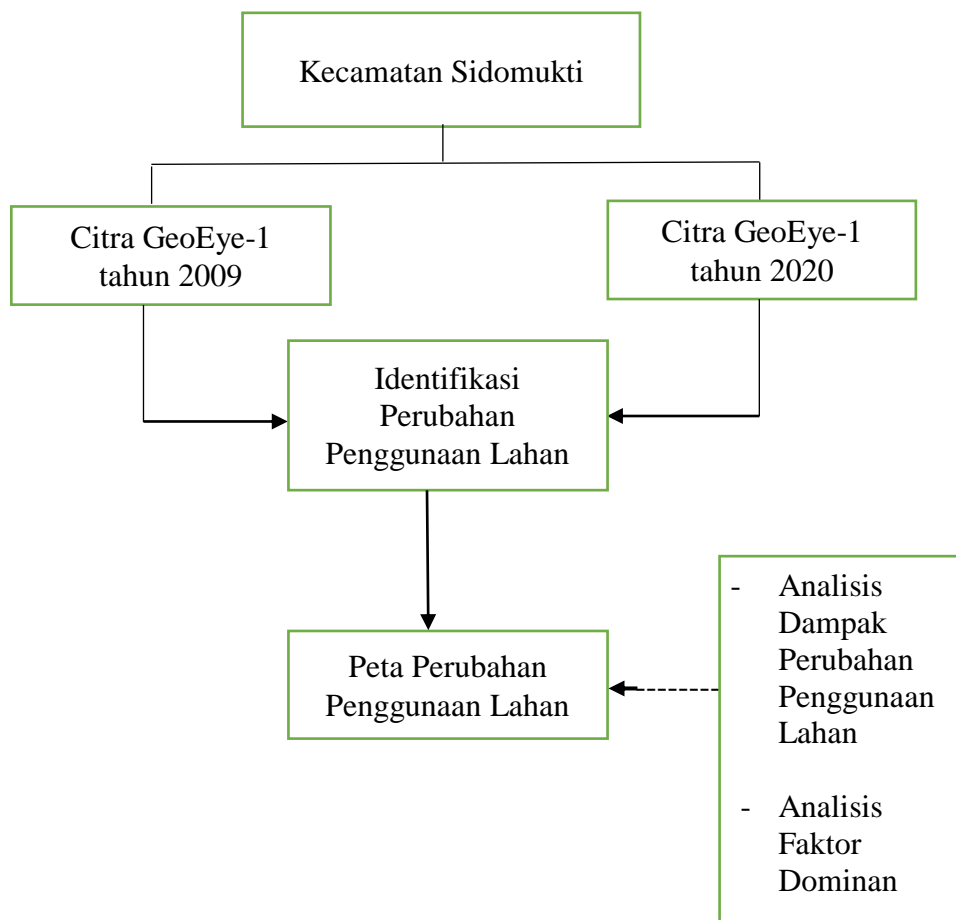 Kecamatan Sidomukti
Citra GeoEye-1
tahun 2009
Citra GeoEye-1
tahun 2020
Identifikasi
Perubahan
Penggunaan Lahan
Peta Perubahan
Penggunaan Lahan
- Analisis
Dampak
Perubahan
Penggunaan
Lahan
- Analisis
Faktor
Dominan